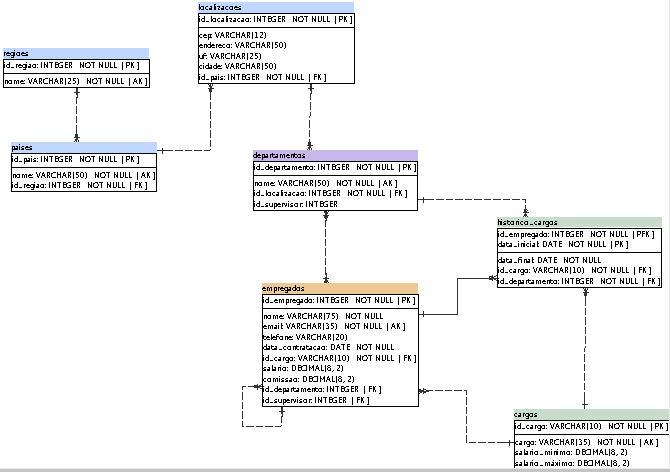 localizacoes
id_localizacao: INTEGER NOT NULL [ PK ]
cep: VARCHAR(12)
endereco: VARCHAR(50)
uf: VARCHAR(25)
cidade: VARCHAR(50)
id_pais: INTEGER NOT NULL [ FK ]
regioes
id_regiao: INTEGER NOT NULL [ PK ]
nome: VARCHAR(25) NOT NULL [ AK ]
paises
id_pais: INTEGER NOT NULL [ PK ]
nome: VARCHAR(50) NOT NULL [ AK ]
id_regiao: INTEGER NOT NULL [ FK ]
departamentos
id_departamento: INTEGER NOT NULL [ PK ]
nome: VARCHAR(50) NOT NULL [ AK ]
id_localizacao: INTEGER NOT NULL [ FK ]
id_supervisor: INTEGER
historico_cargos
id_empregado: INTEGER NOT NULL [ PFK ]
data_inicial: DATE NOT NULL [ PK ]
data_final: DATE NOT NULL
id_cargo: VARCHAR(10) NOT NULL [ FK ]
id_departamento: INTEGER NOT NULL [ FK ]
empregados
id_empregado: INTEGER NOT NULL [ PK ]
nome: VARCHAR(75) NOT NULL
email: VARCHAR(35) NOT NULL [ AK ]
telefone: VARCHAR(20)
data_contratacao: DATE NOT NULL
id_cargo: VARCHAR(10) NOT NULL [ FK ]
salario: DECIMAL(8, 2)
comissao: DECIMAL(8, 2)
id_departamento: INTEGER [ FK ]
id_supervisor: INTEGER [ FK ]
cargos
id_cargo: VARCHAR(10) NOT NULL [ PK ]
cargo: VARCHAR(35) NOT NULL [ AK ]
salario_minimo: DECIMAL(8, 2)
salario_máximo: DECIMAL(8, 2)